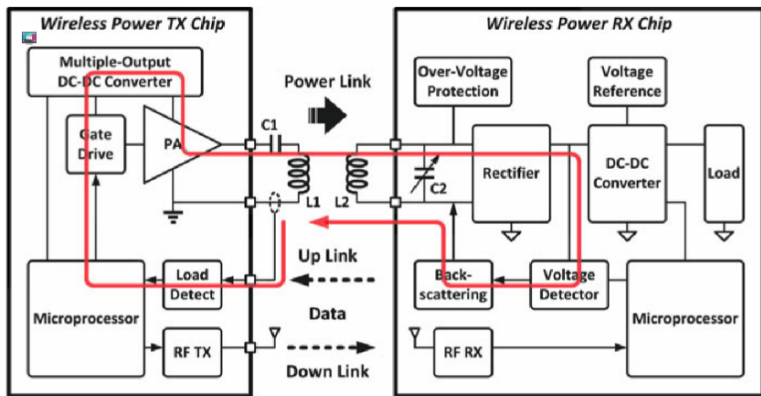 Wireless Power TX Chip
Wireless Power RX Chip
Multiple-Output
DC-DC Converter
Power Link
Over-Voltage
Protection
Voltage
Reference
Gate
Drive
PA
C1
L1
L2
C2
Rectifier
DC-DC
Converter
Load
Up Link
Load
Detect
Back-
scattering
Voltage
Detector
Microprocessor
Data
Microprocessor
RF TX
Down Link
RF RX